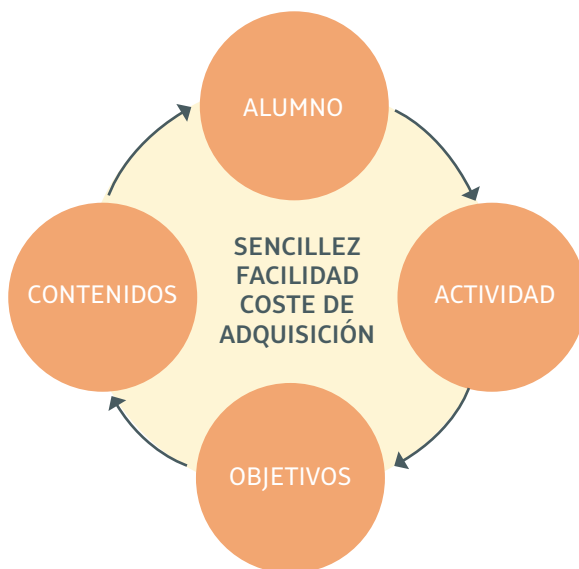 ALUMNO
SENCILLEZ
FACILIDAD
COSTE DE
ADQUISICIÓN
CONTENIDOS
ACTIVIDAD
OBJETIVOS